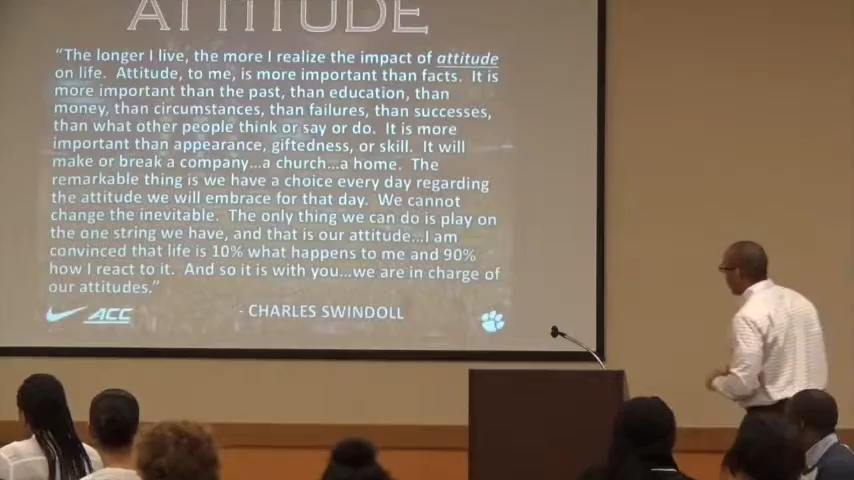 ATTITUDE
“The longer I live, the more I realize the impact of attitude
on life. Attitude, to me, is more important than facts. It is
more important than the past, than education, than
money, than circumstances, than failures, than successes,
than what other people think or say or do. It is more
important than appearance, giftedness, or skill. It will
make or break a company...a church...a home. The
remarkable thing is we have a choice every day regarding
the attitude we will embrace for that day. We cannot
change the inevitable. The only thing we can do is play on
the one string we have, and that is our attitude...I am
convinced that life is 10% what happens to me and 90%
how I react to it. And so it is with you...we are in charge of
our attitudes.”
ACC
- CHARLES SWINDOLL